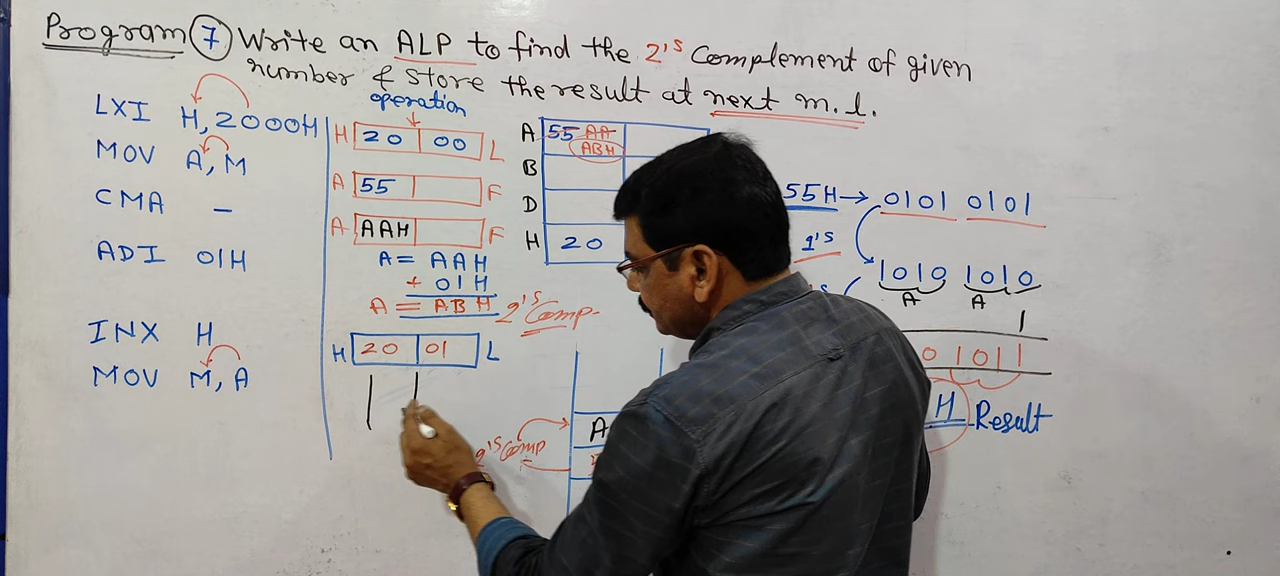 Program 7 Write an ALP to find the 2's Complement of given
number & store the result at next m.l.
LXI H, 2000H
MOV A, M
CMA –
ADI 01H
INX H
MOV M, A
operation
H 20 00 L
A 55 F
A AAH F
A = AAH
+ 01H
A = ABH 2's Comp-
H 20 01 L
A 55 AA
ABH
B
D
H 20
A
2's Comp
55H → 0101 0101
1's
1010 1010
A A
1
0 1011
H Result